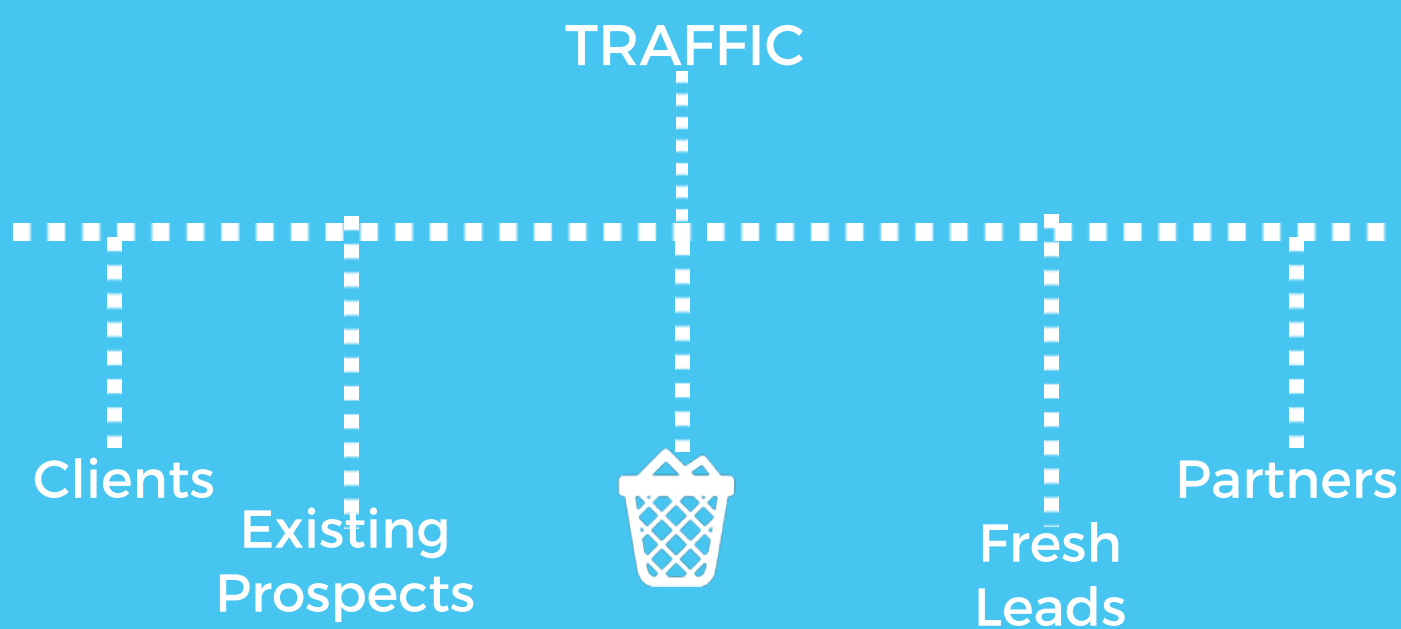 TRAFFIC
Clients
Existing
Prospects
Fresh
Leads
Partners